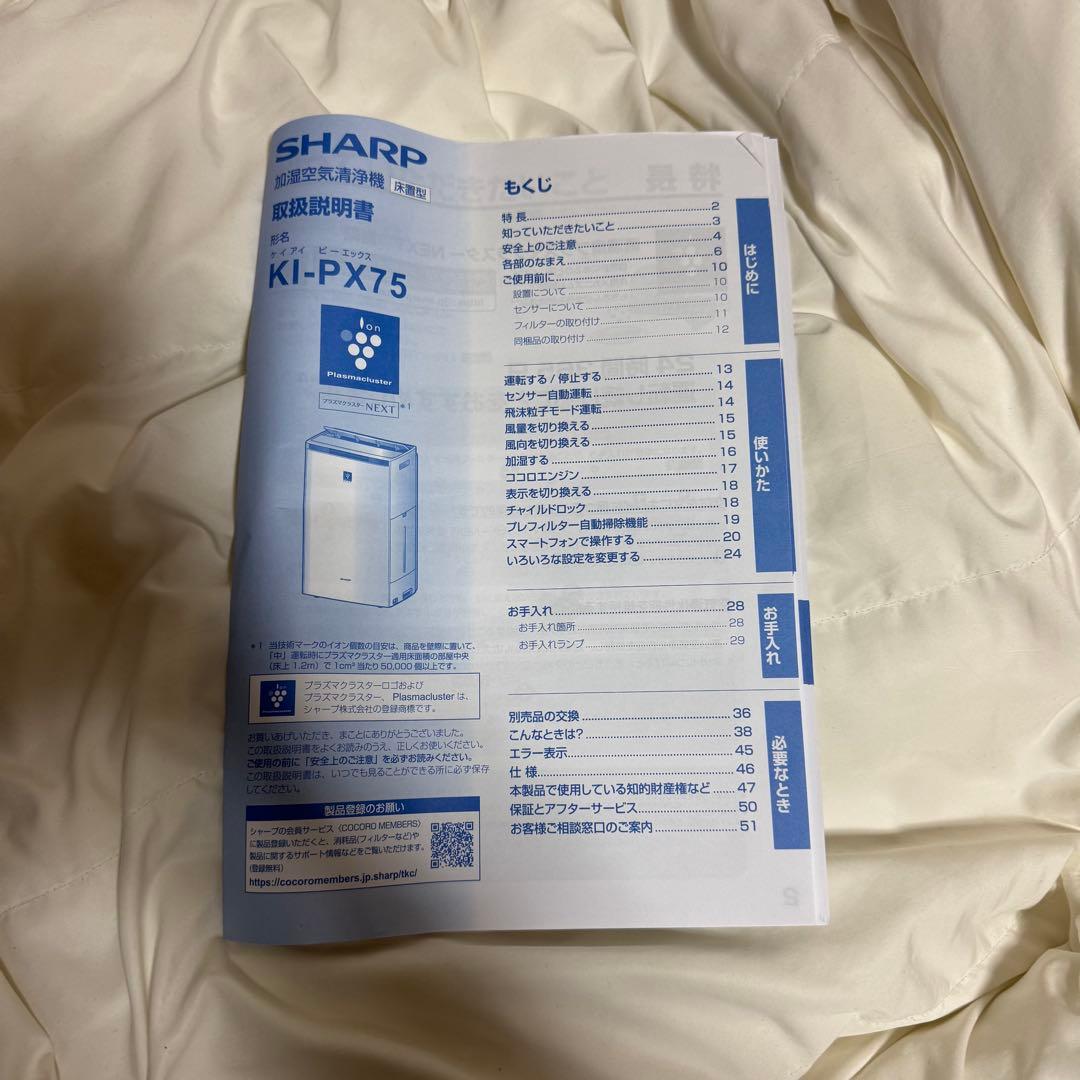 SHARP
加湿空気清浄機 床置型
取扱説明書
形名
ケイアイ ピーエックス
KI-PX75
ion
Plasmacluster
プラズマクラスターNEXT *1
*1 当技術マークのイオン個数の目安は、商品を壁際に置いて、
「中」運転時にプラズマクラスター適用床面積の部屋中央
(床上1.2m)で1cm³当たり50,000個以上です。
プラズマクラスターロゴおよび
プラズマクラスター、Plasmaclusterは、
シャープ株式会社の登録商標です。
お買いあげいただき、まことにありがとうございました。
この取扱説明書をよくお読みのうえ、正しくお使いください。
ご使用の前に「安全上のご注意」を必ずお読みください。
この取扱説明書は、いつでも見ることができる所に必ず保存
してください。
製品登録のお願い
シャープの会員サービス〈COCORO MEMBERS〉
に製品登録いただくと、消耗品(フィルターなど)や
製品に関するサポート情報などをご覧いただけます。
(登録無料)
https://cocoromembers.jp.sharp/tkc/
もくじ
はじめに
特長 2
知っていただきたいこと 3
安全上のご注意 4
各部のなまえ 6
ご使用前に 10
設置について 10
センサーについて 10
フィルターの取り付け 11
同梱品の取り付け 12
使いかた
運転する/停止する 13
センサー自動運転 14
飛沫粒子モード運転 14
風量を切り換える 15
風向を切り換える 15
加湿する 16
ココロエンジン 17
表示を切り換える 18
チャイルドロック 18
プレフィルター自動掃除機能 19
スマートフォンで操作する 20
いろいろな設定を変更する 24
お手入れ
お手入れ 28
お手入れ箇所 28
お手入れランプ 29
必要なとき
別売品の交換 36
こんなときは? 38
エラー表示 45
仕様 46
本製品で使用している知的財産権など 47
保証とアフターサービス 50
お客様ご相談窓口のご案内 51